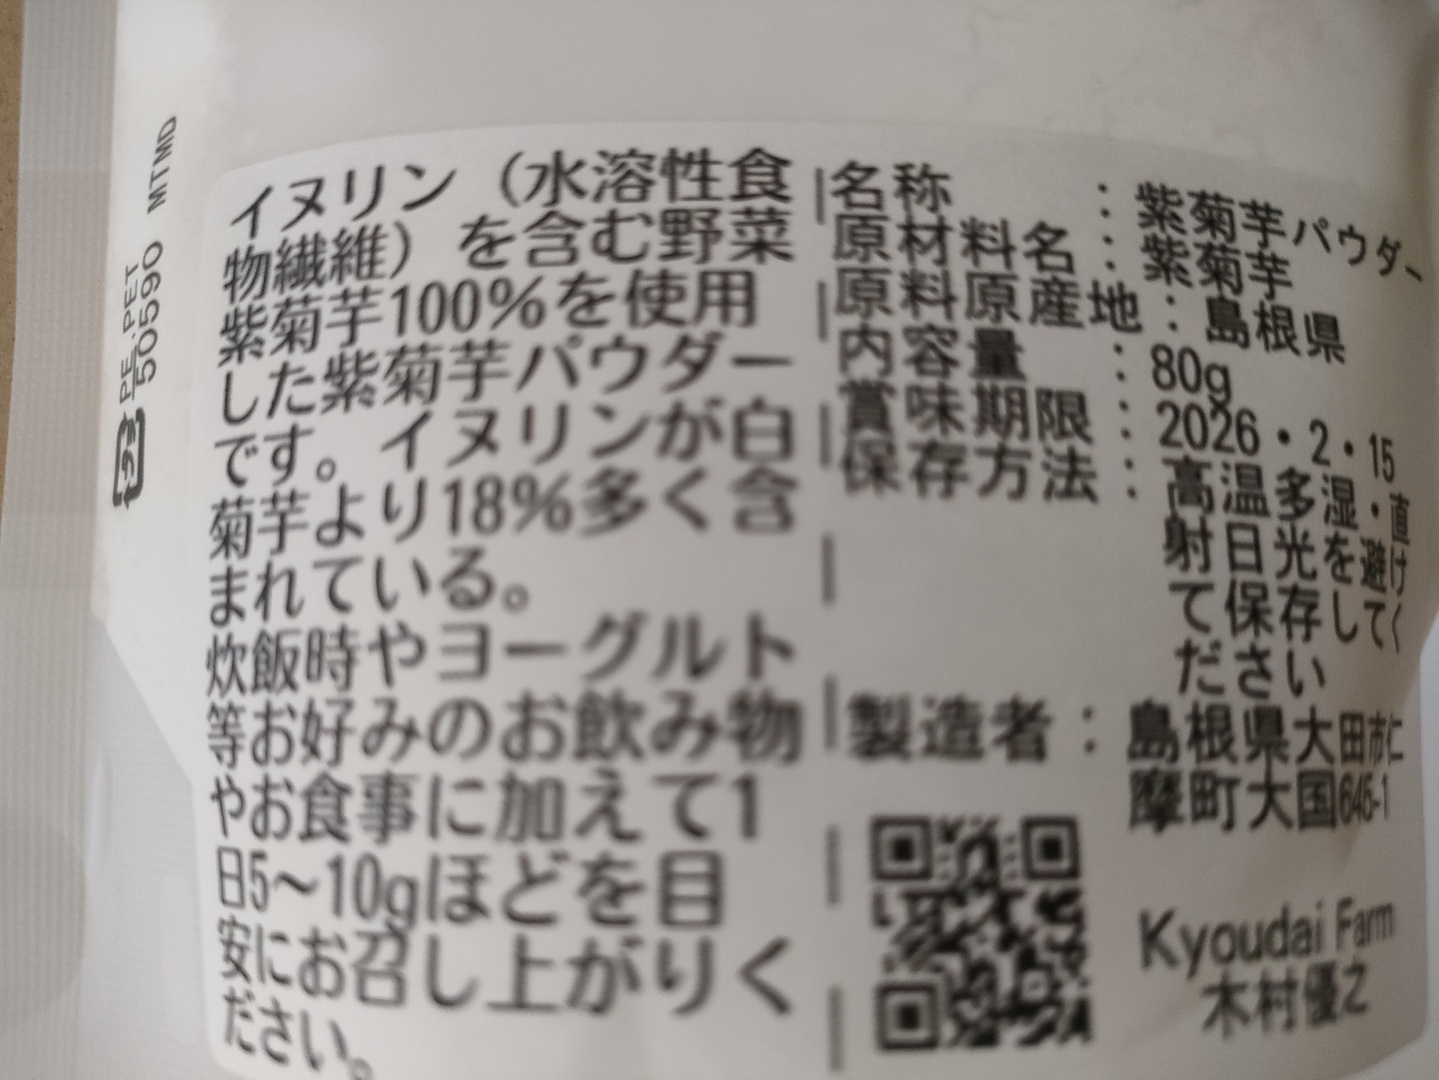 MTMD
PE.PET
50590
プラ
イヌリン（水溶性食
物繊維）を含む野菜
紫菊芋100%を使用
した紫菊芋パウダー
です。イヌリンが白
菊芋より18%多く含
まれている。
炊飯時やヨーグルト
等お好みのお飲み物
やお食事に加えて1
日5～10gほどを目
安にお召し上がりく
ださい。
名称：紫菊芋パウダー
原材料名：紫菊芋
原料原産地：島根県
内容量：80g
賞味期限：2026・2・15
保存方法：高温多湿・直
射日光を避け
て保存してく
ださい
製造者：島根県大田市仁
摩町大国645-1
Kyoudai Farm
木村優之